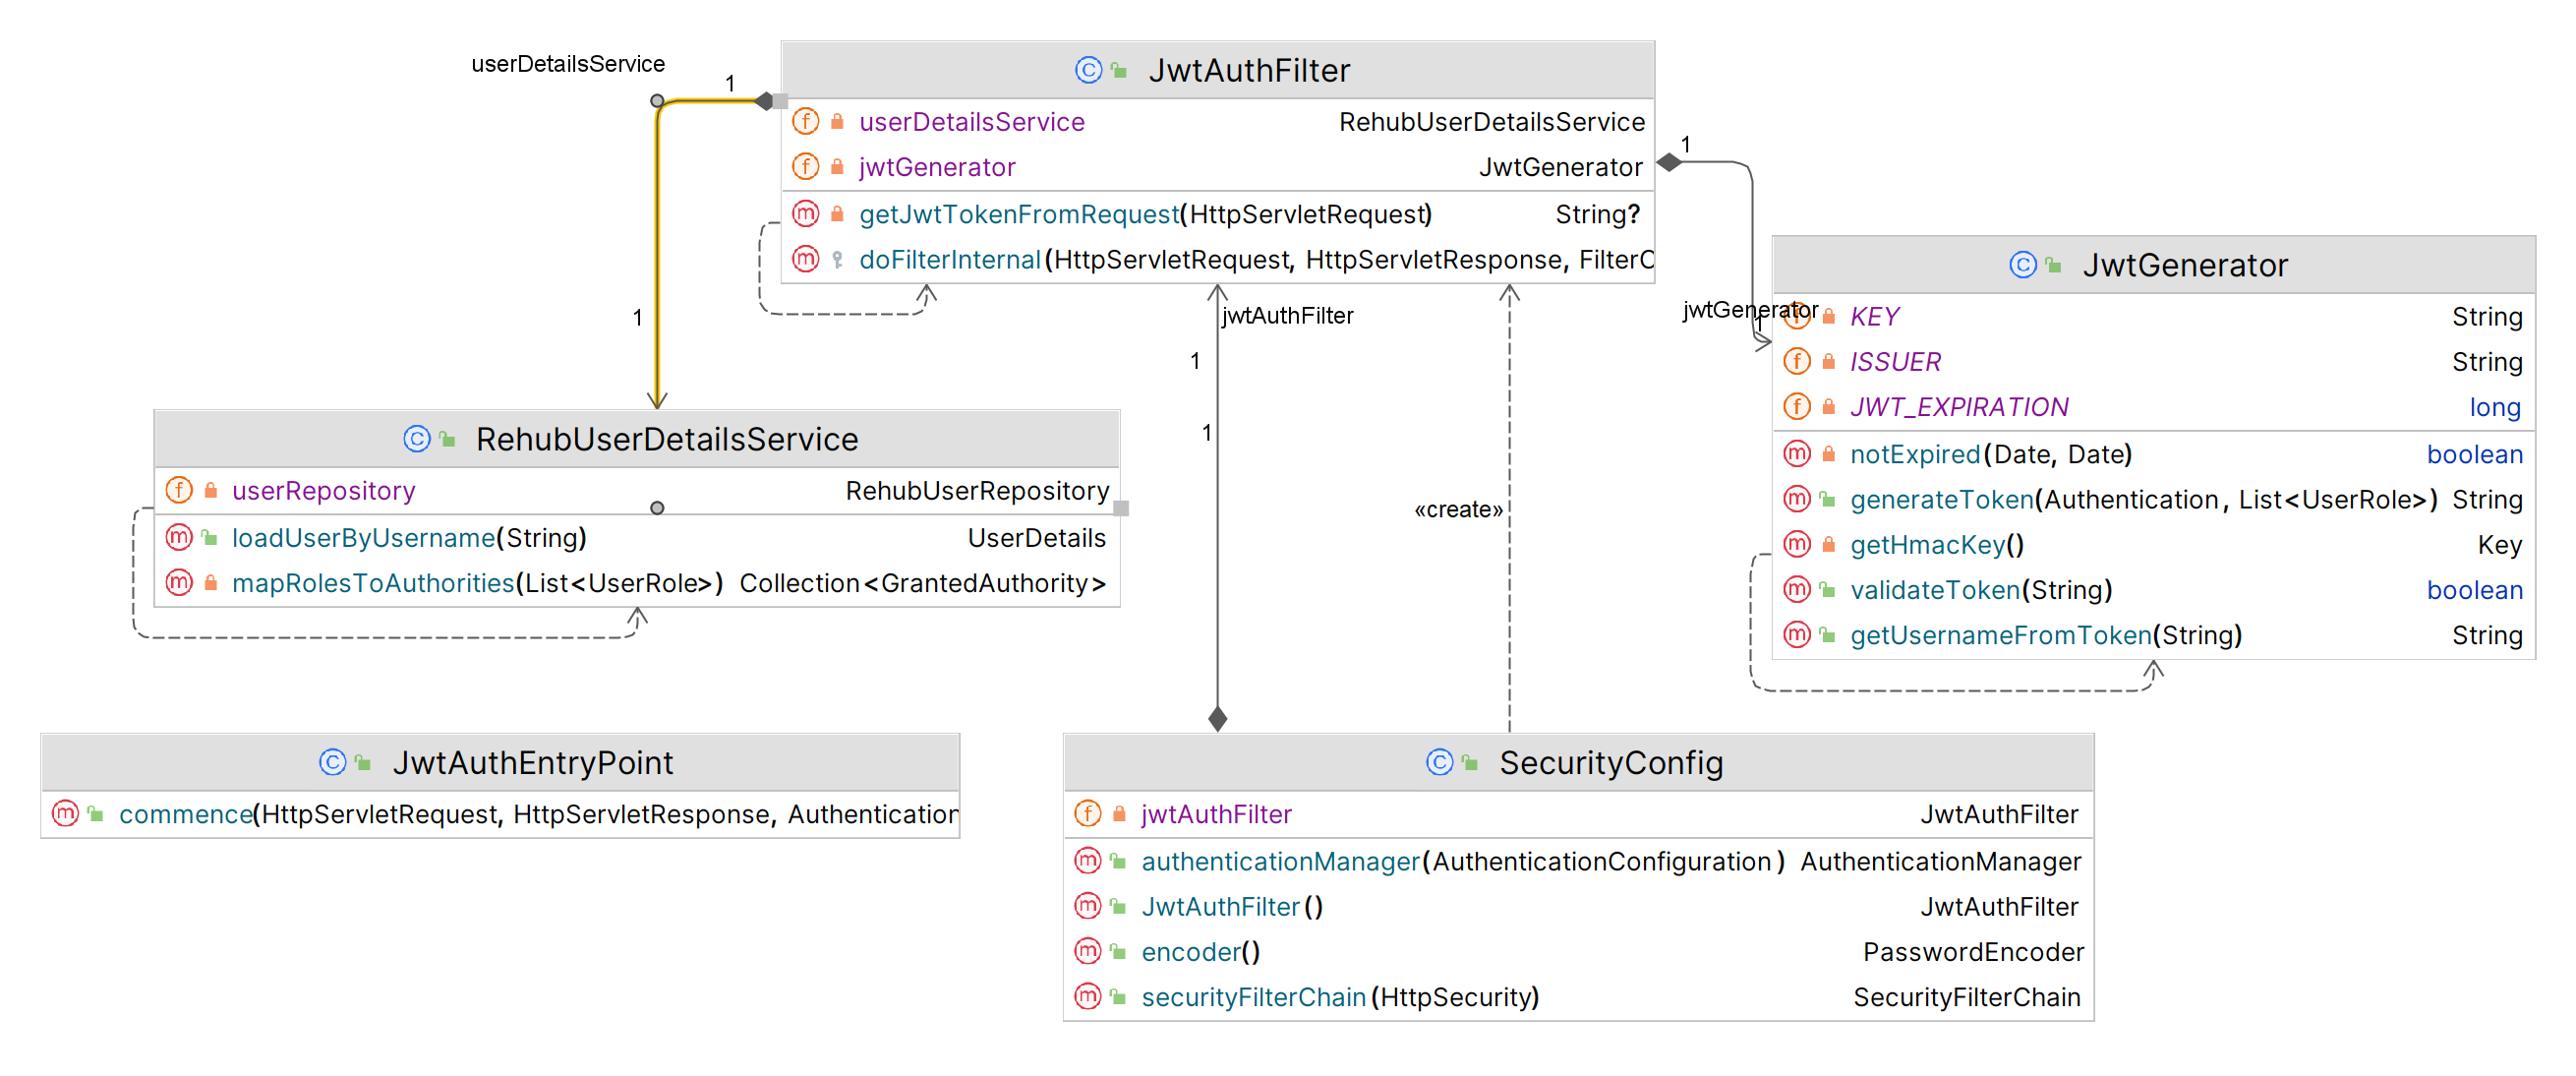 userDetailsService
1
1
JwtAuthFilter
userDetailsService RehubUserDetailsService
jwtGenerator JwtGenerator
getJwtTokenFromRequest(HttpServletRequest) String?
doFilterInternal(HttpServletRequest, HttpServletResponse, FilterC
1
jwtGenerator
1
JwtGenerator
KEY String
ISSUER String
JWT_EXPIRATION long
notExpired(Date, Date) boolean
generateToken(Authentication, List<UserRole>) String
getHmacKey() Key
validateToken(String) boolean
getUsernameFromToken(String) String
jwtAuthFilter
1
1
«create»
RehubUserDetailsService
userRepository RehubUserRepository
loadUserByUsername(String) UserDetails
mapRolesToAuthorities(List<UserRole>) Collection<GrantedAuthority>
JwtAuthEntryPoint
commence(HttpServletRequest, HttpServletResponse, Authentication
SecurityConfig
jwtAuthFilter JwtAuthFilter
authenticationManager(AuthenticationConfiguration) AuthenticationManager
JwtAuthFilter() JwtAuthFilter
encoder() PasswordEncoder
securityFilterChain(HttpSecurity) SecurityFilterChain